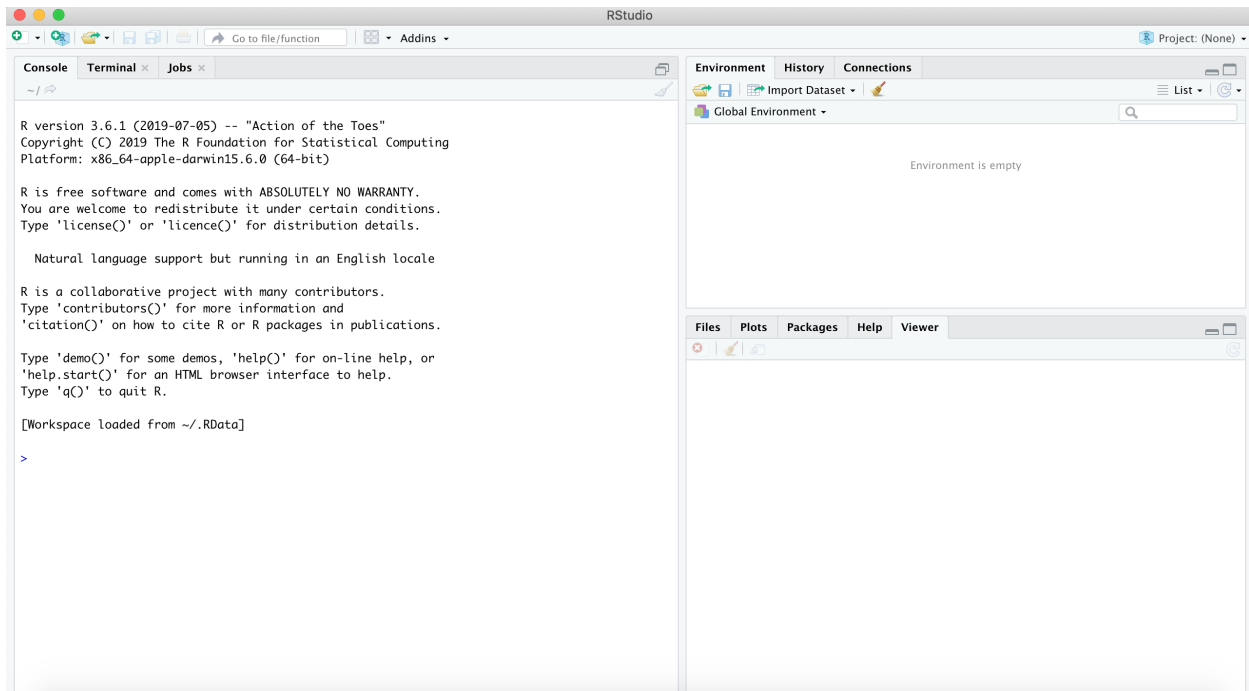 RStudio
Go to file/function
Addins
Project: (None)
Console Terminal Jobs
~/
R version 3.6.1 (2019-07-05) -- "Action of the Toes"
Copyright (C) 2019 The R Foundation for Statistical Computing
Platform: x86_64-apple-darwin15.6.0 (64-bit)
R is free software and comes with ABSOLUTELY NO WARRANTY.
You are welcome to redistribute it under certain conditions.
Type 'license()' or 'licence()' for distribution details.
Natural language support but running in an English locale
R is a collaborative project with many contributors.
Type 'contributors()' for more information and
'citation()' on how to cite R or R packages in publications.
Type 'demo()' for some demos, 'help()' for on-line help, or
'help.start()' for an HTML browser interface to help.
Type 'q()' to quit R.
[Workspace loaded from ~/.RData]
>
Environment History Connections
Import Dataset
List
Global Environment
Environment is empty
Files Plots Packages Help Viewer